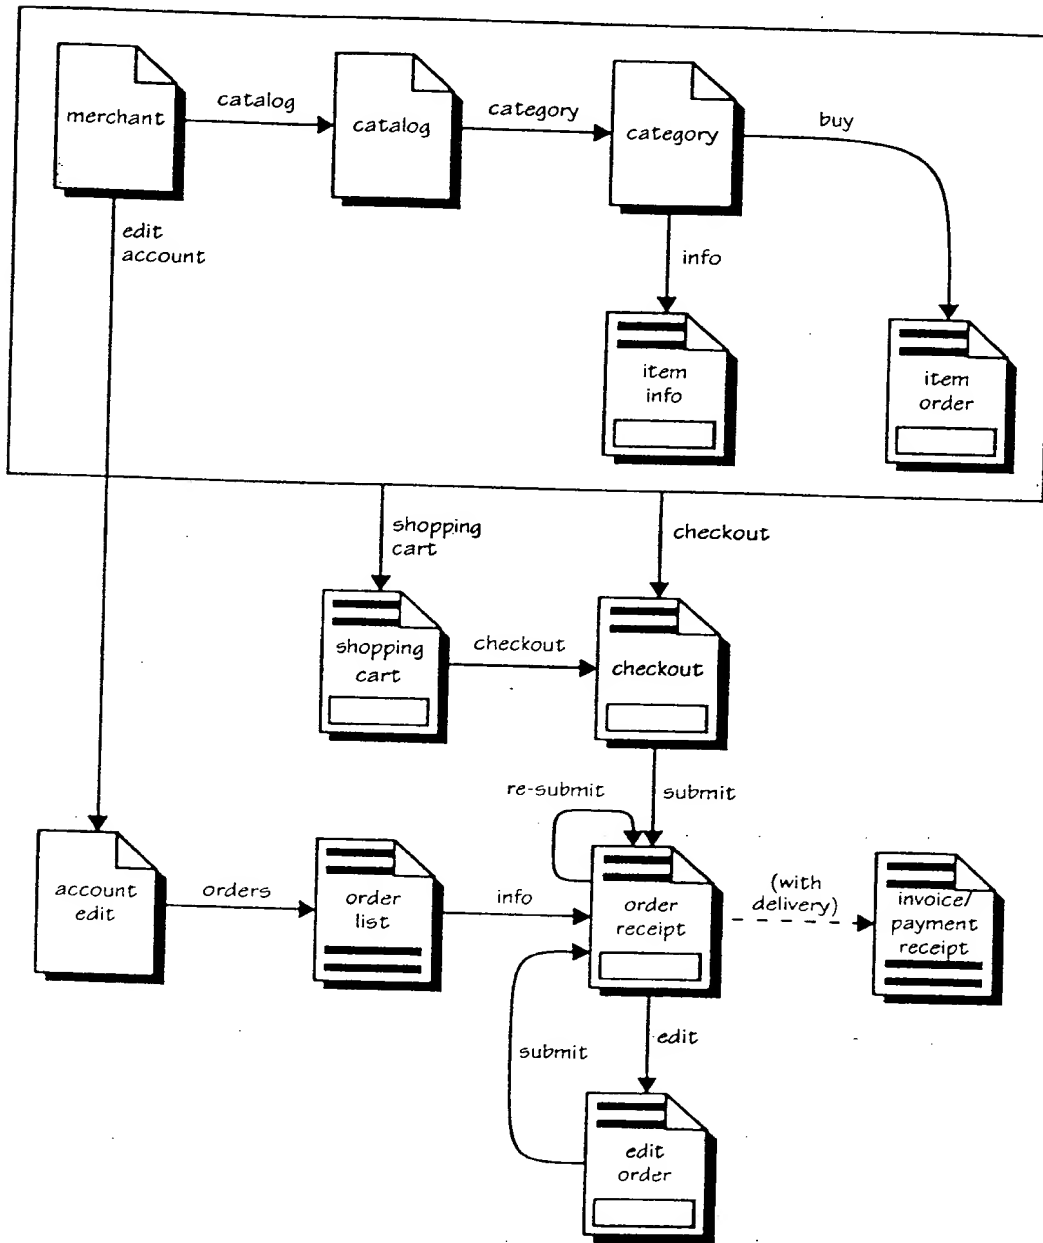 merchant
catalog
catalog
category
category
buy
edit
account
info
item
info
item
order
shopping
cart
checkout
shopping
cart
checkout
checkout
re-submit
submit
account
edit
orders
order
list
info
order
receipt
(with
delivery)
invoice/
payment
receipt
submit
edit
edit
order